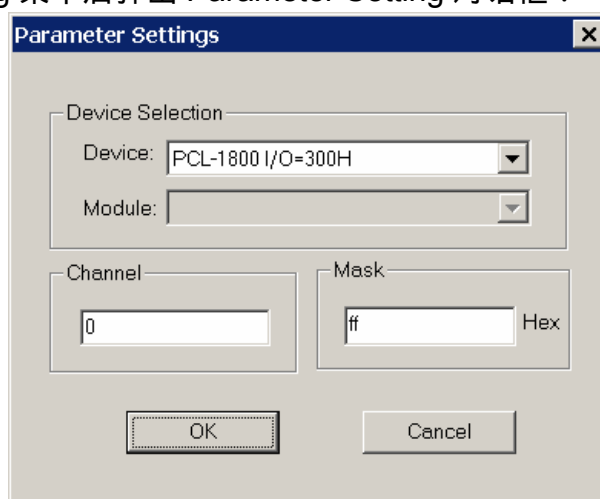 Parameter Settings
Device Selection
Device: PCL-1800 I/O=300H
Module:
Channel
Mask
0
ff Hex
OK Cancel